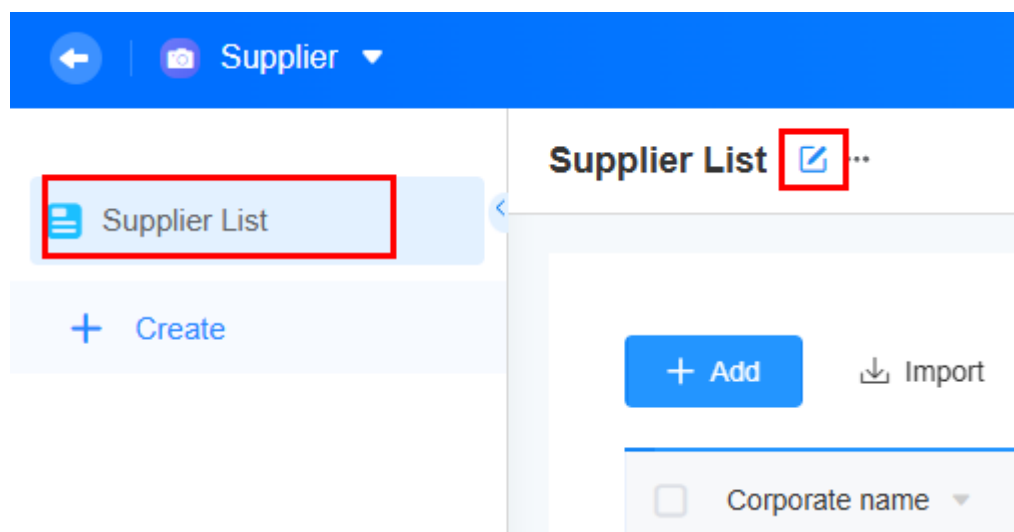 Supplier
Supplier List
Create
Supplier List
Add
Import
Corporate name